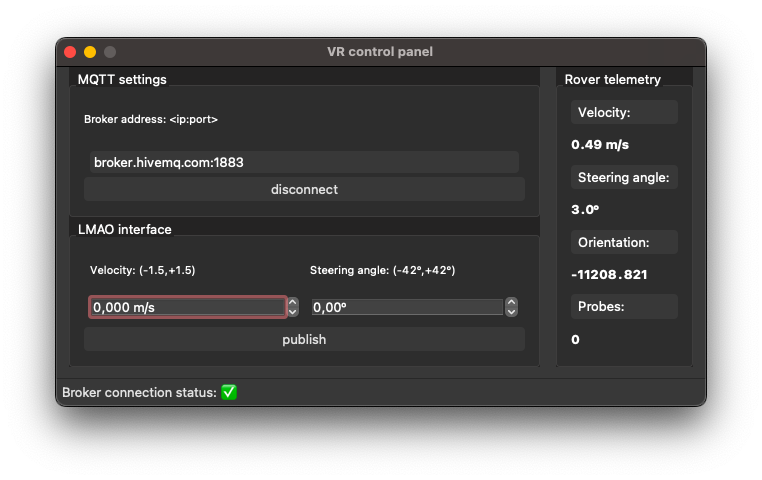 VR control panel
MQTT settings
Broker address: <ip:port>
broker.hivemq.com:1883
disconnect
LMAO interface
Velocity: (-1.5,+1.5)
Steering angle: (-42º,+42º)
0,000 m/s
0,00º
publish
Rover telemetry
Velocity:
0.49 m/s
Steering angle:
3.0º
Orientation:
-11208.821
Probes:
0
Broker connection status: ✅